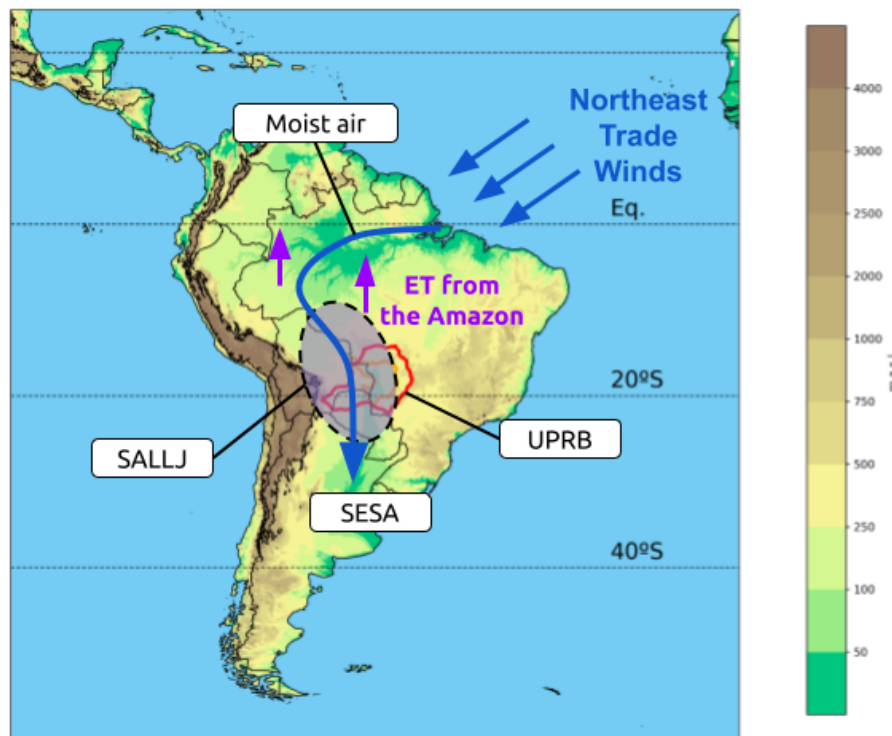 Northeast
Trade
Winds
Moist air
Eq.
ET from
the Amazon
20ºS
SALLJ
UPRB
SESA
40ºS
4000
3000
2500
2000
1000
750
500
250
100
50